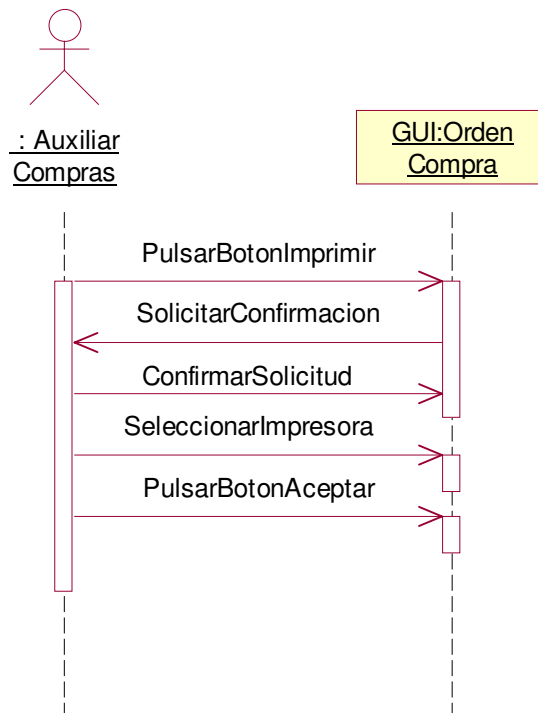 : Auxiliar
Compras
GUI:Orden
Compra
PulsarBotonImprimir
SolicitarConfirmacion
ConfirmarSolicitud
SeleccionarImpresora
PulsarBotonAceptar